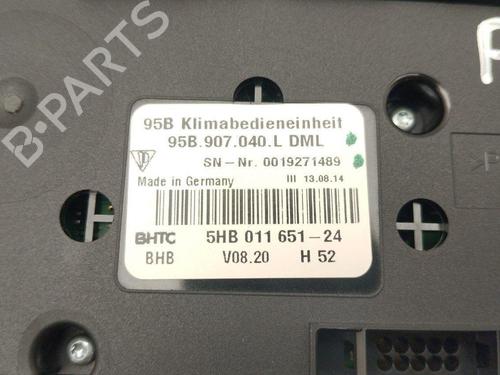 B-PARTS
95B Klimabedieneinheit
95B.907.040.L DML
SN-Nr. 0019271489
Made in Germany III 13.08.14
BHTC 5HB 011 651-24
BHB V08.20 H 52